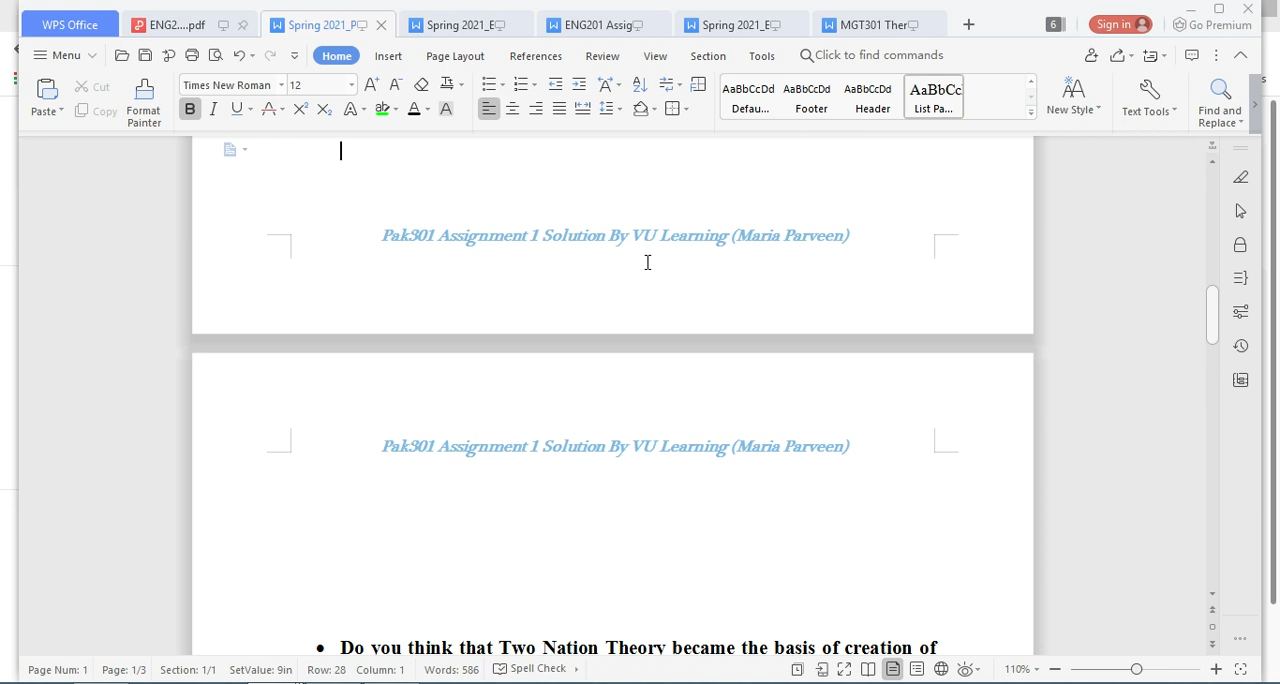 WPS Office
ENG2....pdf
Spring 2021_P
Spring 2021_E
ENG201 Assig
Spring 2021_E
MGT301 Ther
6
Sign in
Go Premium
Menu
Home
Insert
Page Layout
References
Review
View
Section
Tools
Click to find commands
Paste
Cut
Copy
Format
Painter
Times New Roman
12
AaBbCcDd
Defau...
AaBbCcDd
Footer
AaBbCcDd
Header
AaBbCc
List Pa...
New Style
Text Tools
Find and
Replace
Pak301 Assignment 1 Solution By VU Learning (Maria Parveen)
Pak301 Assignment 1 Solution By VU Learning (Maria Parveen)
• Do you think that Two Nation Theory became the basis of creation of
Page Num: 1
Page: 1/3
Section: 1/1
SetValue: 9in
Row: 28
Column: 1
Words: 586
Spell Check
110%